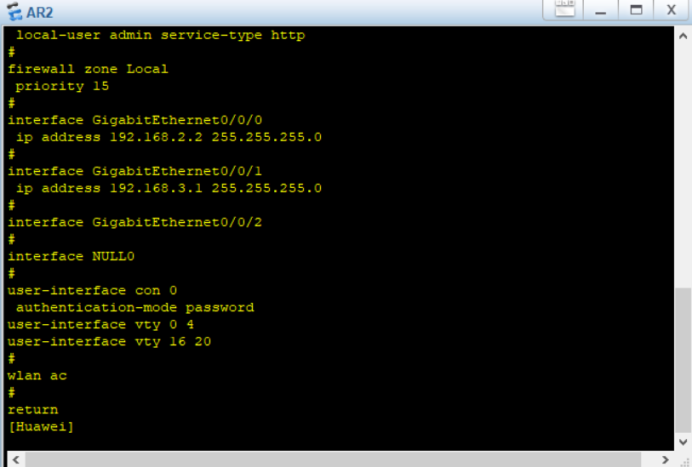 AR2
local-user admin service-type http
#
firewall zone Local
priority 15
#
interface GigabitEthernet0/0/0
ip address 192.168.2.2 255.255.255.0
#
interface GigabitEthernet0/0/1
ip address 192.168.3.1 255.255.255.0
#
interface GigabitEthernet0/0/2
#
interface NULL0
#
user-interface con 0
authentication-mode password
user-interface vty 0 4
user-interface vty 16 20
#
wlan ac
#
return
[Huawei]